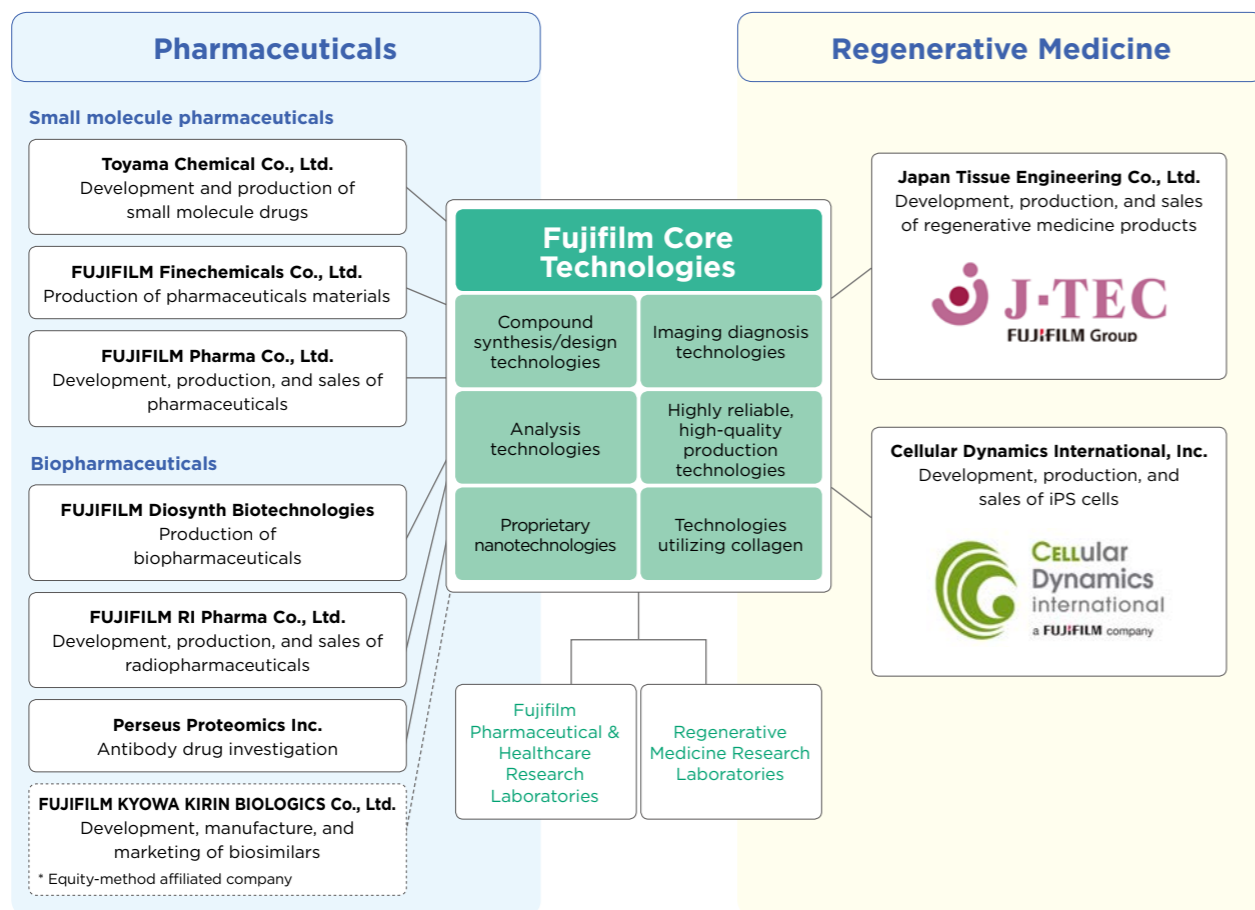 Pharmaceuticals
Small molecule pharmaceuticals
Toyama Chemical Co., Ltd.
Development and production of
small molecule drugs
FUJIFILM Finechemicals Co., Ltd.
Production of pharmaceuticals materials
FUJIFILM Pharma Co., Ltd.
Development, production, and sales of
pharmaceuticals
Biopharmaceuticals
FUJIFILM Diosynth Biotechnologies
Production of
biopharmaceuticals
FUJIFILM RI Pharma Co., Ltd.
Development, production, and sales of
radiopharmaceuticals
Perseus Proteomics Inc.
Antibody drug investigation
FUJIFILM KYOWA KIRIN BIOLOGICS Co., Ltd.
Development, manufacture, and
marketing of biosimilars
* Equity-method affiliated company
Fujifilm Core
Technologies
Compound
synthesis/design
technologies
Imaging diagnosis
technologies
Analysis
technologies
Highly reliable,
high-quality
production
technologies
Proprietary
nanotechnologies
Technologies
utilizing collagen
Fujifilm
Pharmaceutical &
Healthcare
Research
Laboratories
Regenerative
Medicine Research
Laboratories
Regenerative Medicine
Japan Tissue Engineering Co., Ltd.
Development, production, and sales
of regenerative medicine products
J-TEC
FUJIFILM Group
Cellular Dynamics International, Inc.
Development, production, and
sales of iPS cells
CELLular
Dynamics
international
a FUJIFILM company